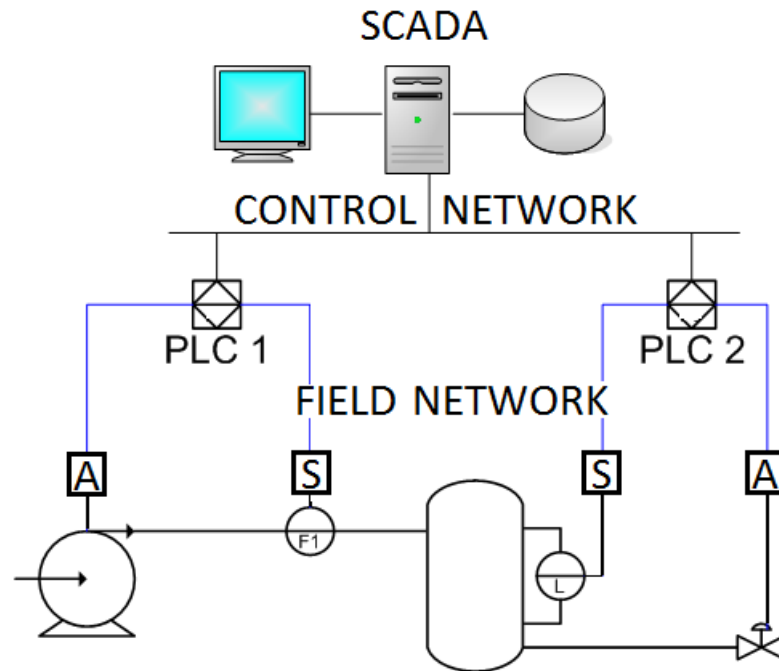 SCADA
CONTROL NETWORK
PLC 1
PLC 2
FIELD NETWORK
A
S
S
A
F1
L